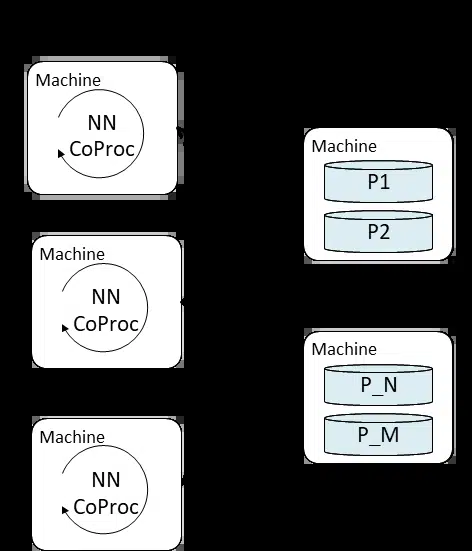 Machine
NN
CoProc
Machine
P1
P2
Machine
NN
CoProc
Machine
P_N
P_M
Machine
NN
CoProc